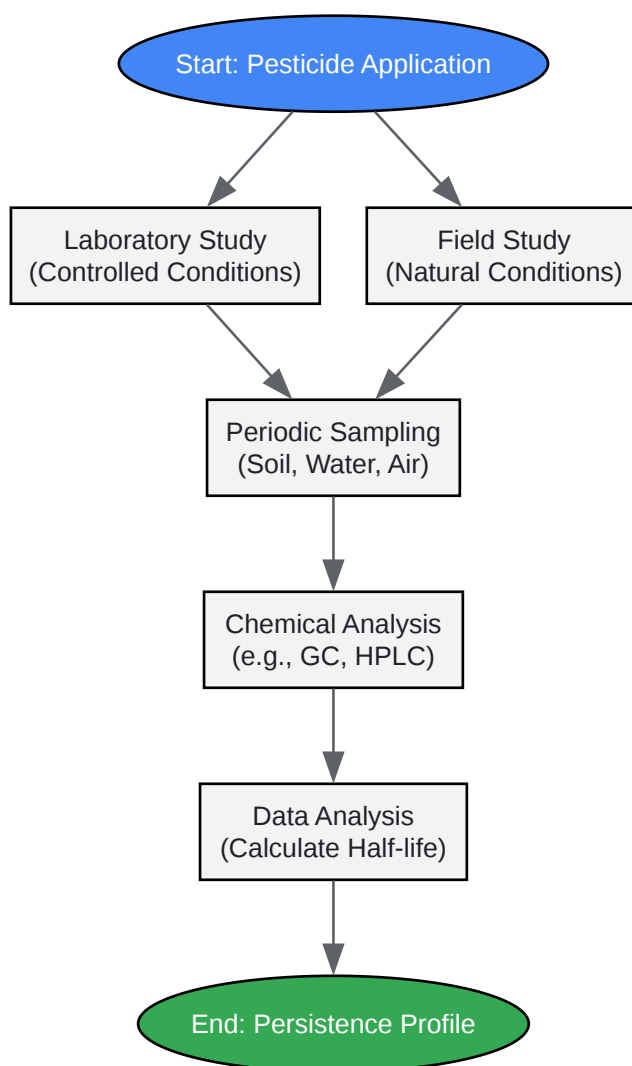 Start: Pesticide Application
Laboratory Study
(Controlled Conditions)
Field Study
(Natural Conditions)
Periodic Sampling
(Soil, Water, Air)
Chemical Analysis
(e.g., GC, HPLC)
Data Analysis
(Calculate Half-life)
End: Persistence Profile